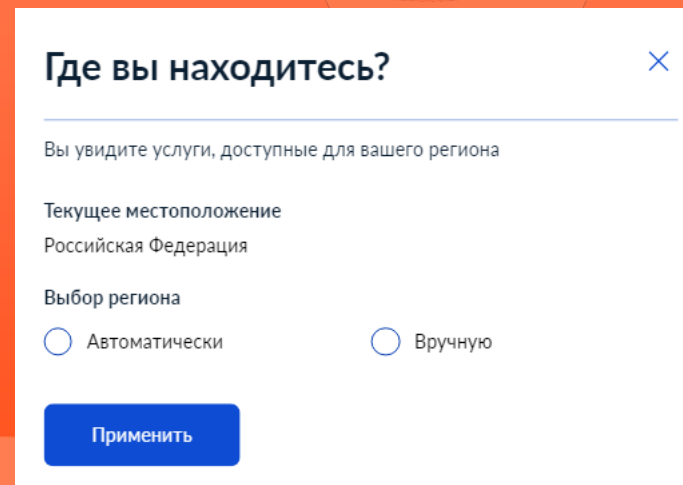 Где вы находитесь?
Вы увидите услуги, доступные для вашего региона
Текущее местоположение
Российская Федерация
Выбор региона
Автоматически
Вручную
Применить